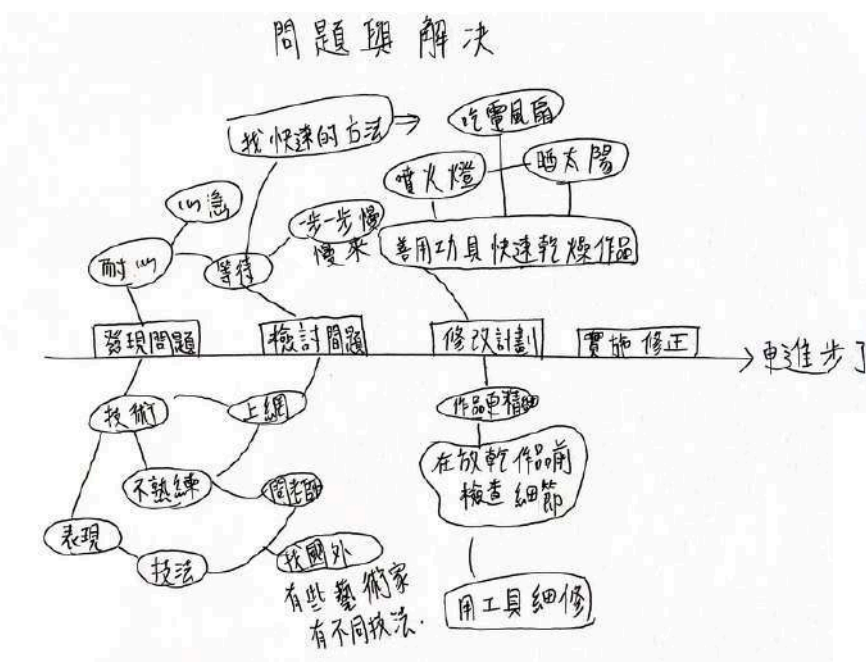 問題與解決
找快速的方法
吃電風扇
噴火燈
晒太陽
心急
一步一步慢
慢來
耐心
等待
善用功具快速乾燥作品
發現問題
檢討問題
修改計劃
實施修正
更進步了
技術
上網
作品更精細
不熟練
問老師
在放乾作品前
檢查細節
表現
技法
找國外
有些藝術家
有不同技法.
用工具細修